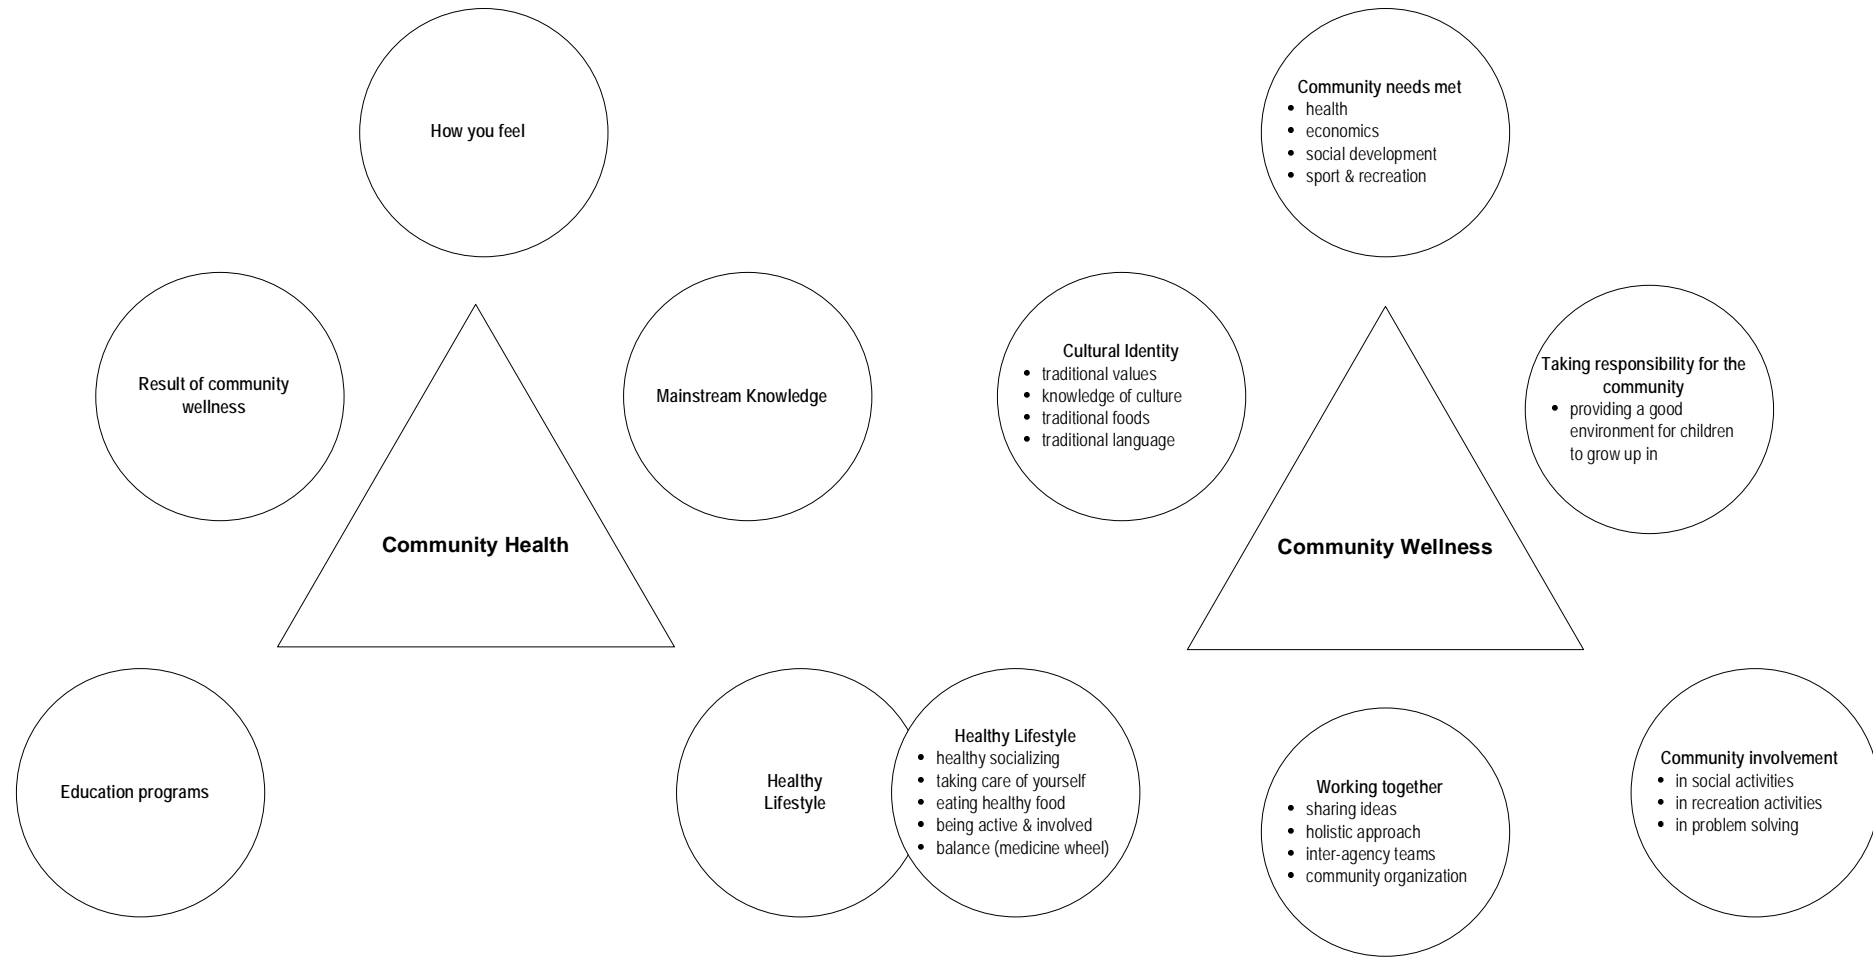 How you feel
Result of community
wellness
Mainstream Knowledge
Community Health
Education programs
Healthy
Lifestyle
Community needs met
• health
• economics
• social development
• sport & recreation
Cultural Identity
• traditional values
• knowledge of culture
• traditional foods
• traditional language
Taking responsibility for the
community
• providing a good
environment for children
to grow up in
Community Wellness
Healthy Lifestyle
• healthy socializing
• taking care of yourself
• eating healthy food
• being active & involved
• balance (medicine wheel)
Working together
• sharing ideas
• holistic approach
• inter-agency teams
• community organization
Community involvement
• in social activities
• in recreation activities
• in problem solving